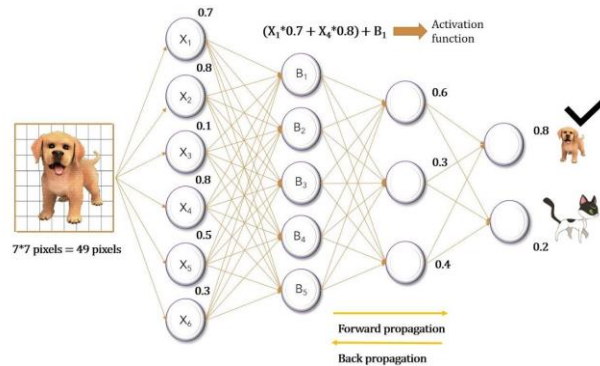 0.7
(X₁*0.7 + X₄*0.8) + B₁
Activation
function
X₁
0.8
B₁
X₂
0.6
0.1
B₂
0.8
X₃
0.8
B₃
0.3
X₄
7*7 pixels = 49 pixels
0.5
B₄
0.2
X₅
0.4
0.3
B₅
X₆
Forward propagation
Back propagation